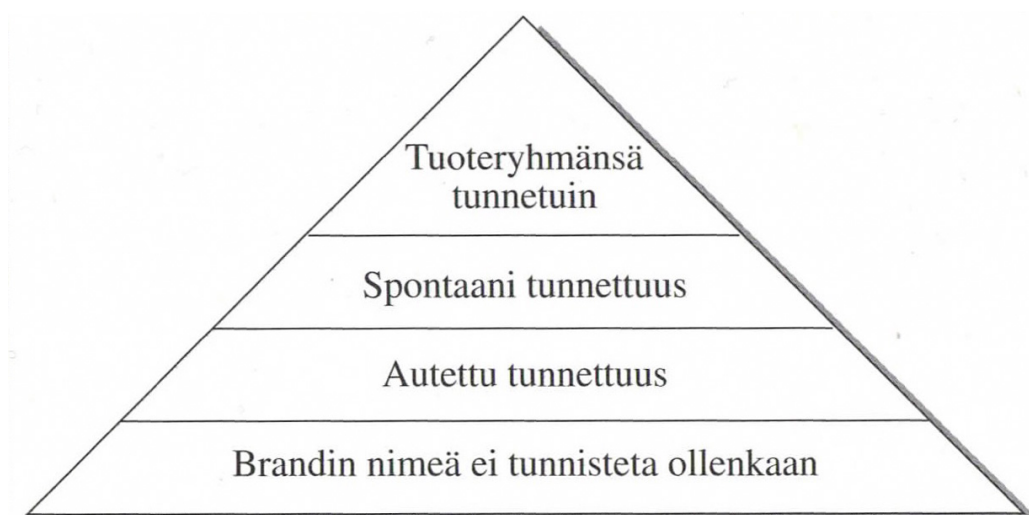 Tuoteryhmänsä
tunnetuin
Spontaani tunnettuus
Autettu tunnettuus
Brandin nimeä ei tunnisteta ollenkaan